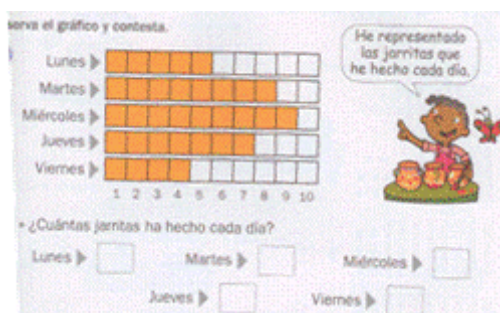 serva el gráfico y contesta.
He representado
las jarritas que
he hecho cada día.
Lunes
Martes
Miércoles
Jueves
Viernes
1 2 3 4 5 6 7 8 9 10
• ¿Cuántas jarritas ha hecho cada día?
Lunes Martes Miércoles
Jueves Viernes